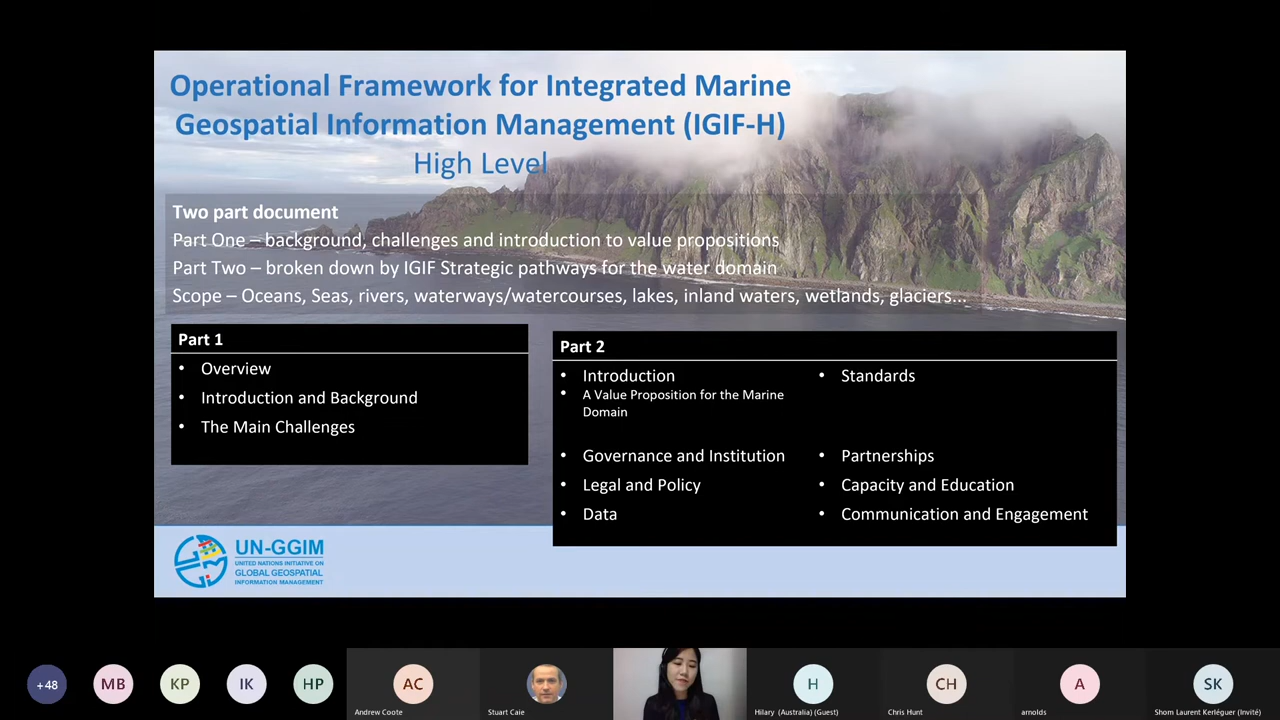 Operational Framework for Integrated Marine
Geospatial Information Management (IGIF-H)
High Level
Two part document
Part One – background, challenges and introduction to value propositions
Part Two – broken down by IGIF Strategic pathways for the water domain
Scope – Oceans, Seas, rivers, waterways/watercourses, lakes, inland waters, wetlands, glaciers...
Part 1
• Overview
• Introduction and Background
• The Main Challenges
Part 2
• Introduction
• A Value Proposition for the Marine
Domain
• Governance and Institution
• Legal and Policy
• Data
• Standards
• Partnerships
• Capacity and Education
• Communication and Engagement
UN-GGIM
UNITED NATIONS INITIATIVE ON
GLOBAL GEOSPATIAL
INFORMATION MANAGEMENT
+48
MB
KP
IK
HP
AC
Andrew Coote
Stuart Caie
H
Hilary (Australia) (Guest)
CH
Chris Hunt
A
arnolds
SK
Shom Laurent Kerléguer (Invité)